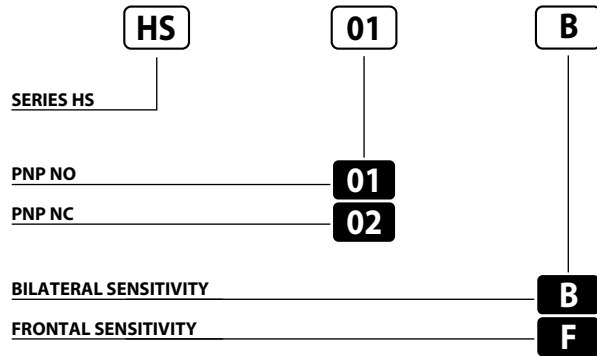 HS 01 B
SERIES HS
PNP NO 01
PNP NC 02
BILATERAL SENSITIVITY B
FRONTAL SENSITIVITY F